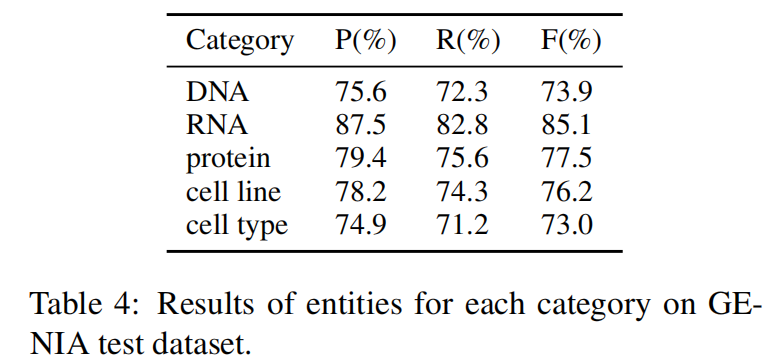 Category P(%) R(%) F(%)
DNA 75.6 72.3 73.9
RNA 87.5 82.8 85.1
protein 79.4 75.6 77.5
cell line 78.2 74.3 76.2
cell type 74.9 71.2 73.0
Table 4: Results of entities for each category on GE-
NIA test dataset.